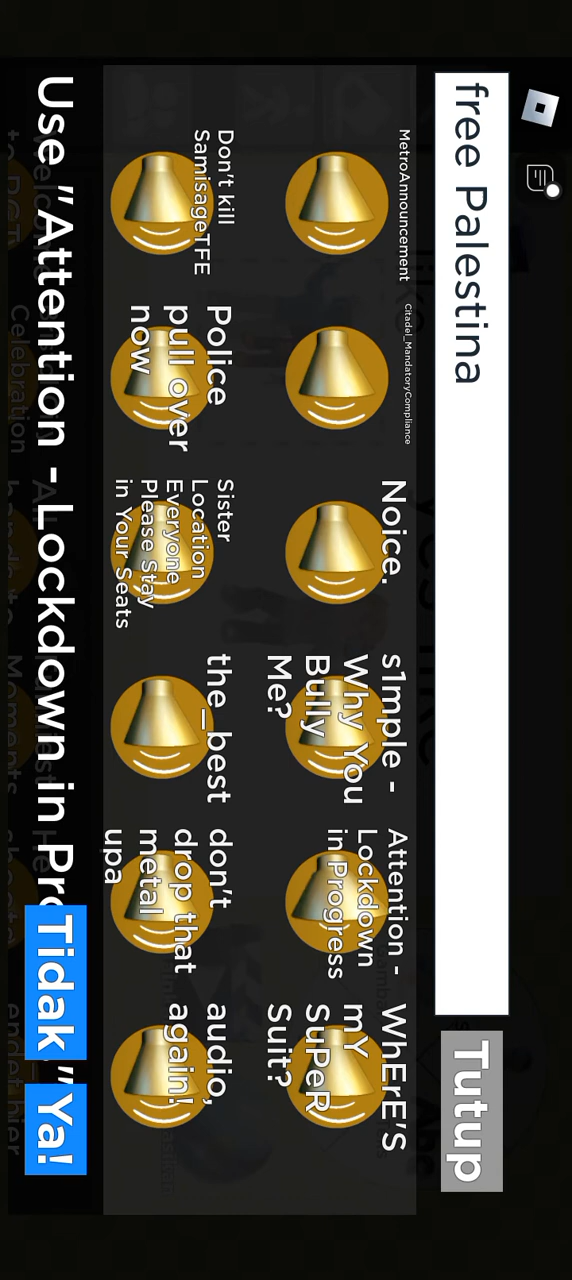 free Palestina
Tutup
MetroAnnouncement
Citadel_MandatoryCompliance
Noice.
s1mple -
Why You
Bully
Me?
Attention -
Lockdown
in Progress
WhErE'S
mY
SuPeR
Suit?
Don't kill
SamisageTFE
Police
pull over
now
Sister
Location
Everyone
Please Stay
in Your Seats
the_best
don't
drop that
metal
upa
audio,
again!
Use "Attention - Lockdown in Pro
"
Tidak
Ya!